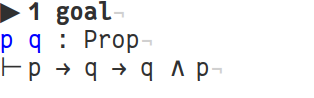 ▶ 1 goal¬
p q : Prop¬
⊢ p → q → q ∧ p¬